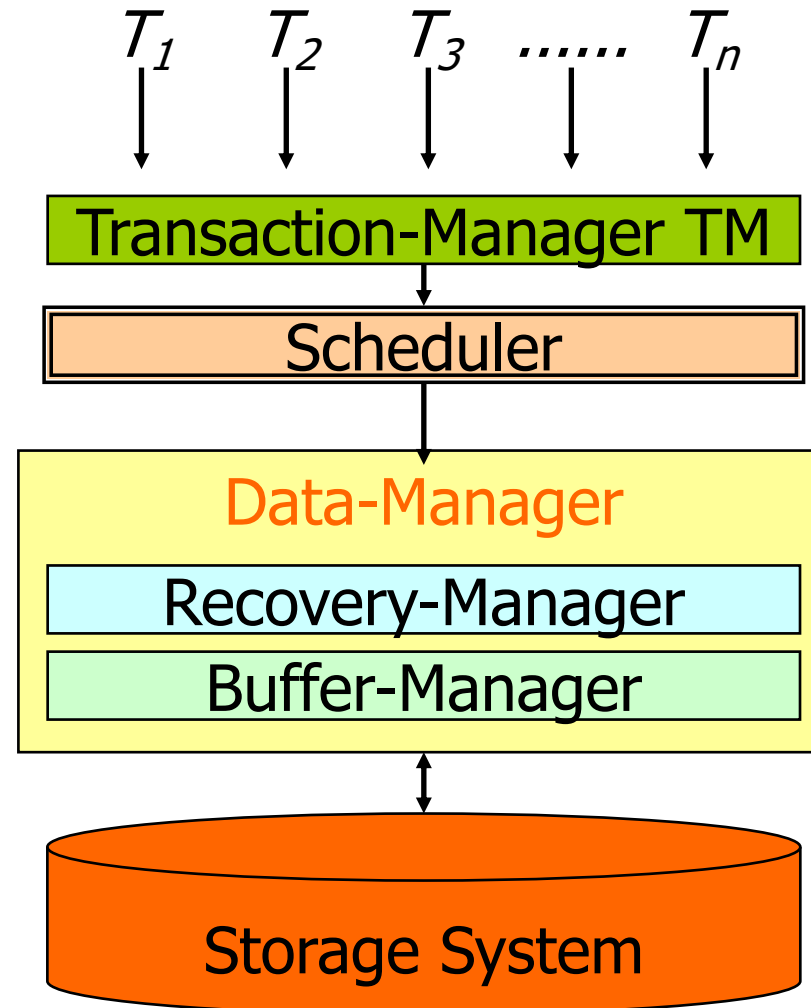 T1 T2 T3 ...... Tn
Transaction-Manager TM
Scheduler
Data-Manager
Recovery-Manager
Buffer-Manager
Storage System